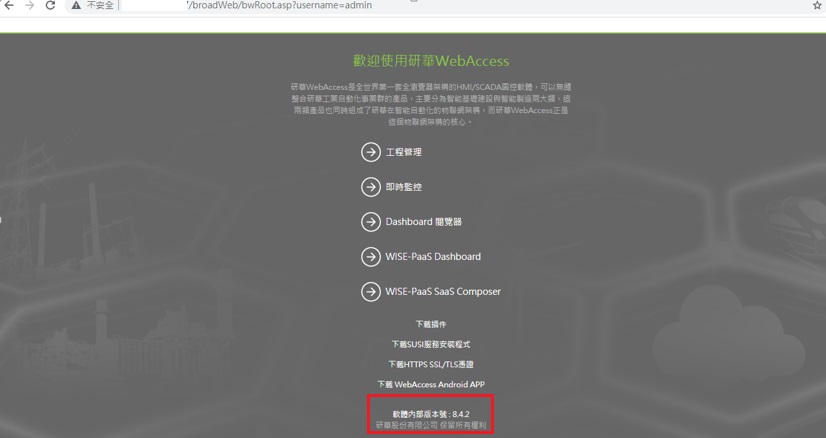 不安全
/broadWeb/bwRoot.asp?username=admin
歡迎使用研華WebAccess
研華WebAccess是全世界第一套全瀏覽器架構的HMI/SCADA圖控軟體，可以無縫
整合研華工業自動化事業群的產品，主要分為智能基礎建設與智能製造兩大類。這
兩類產品也同時組成了研華在智能自動化的物聯網架構，而研華WebAccess正是
這個物聯網架構的核心。
工程管理
即時監控
Dashboard 閱覽器
WISE-PaaS Dashboard
WISE-PaaS SaaS Composer
下載插件
下載SUSI服務安裝程式
下載HTTPS SSL/TLS憑證
下載 WebAccess Android APP
軟體內部版本號 : 8.4.2
研華股份有限公司 保留所有權利